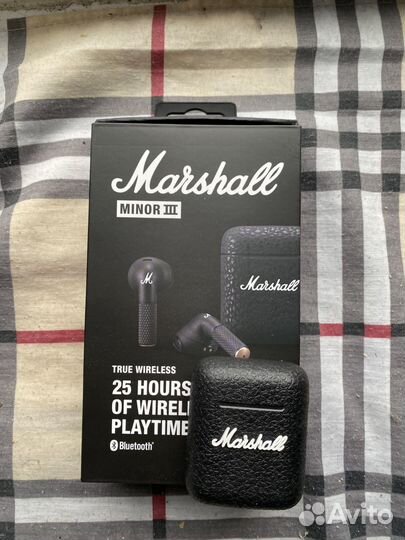 Marshall
MINOR III
M
Marshall
TRUE WIRELESS
25 HOURS
OF WIREL
PLAYTIME
Bluetooth®
Marshall
Avito